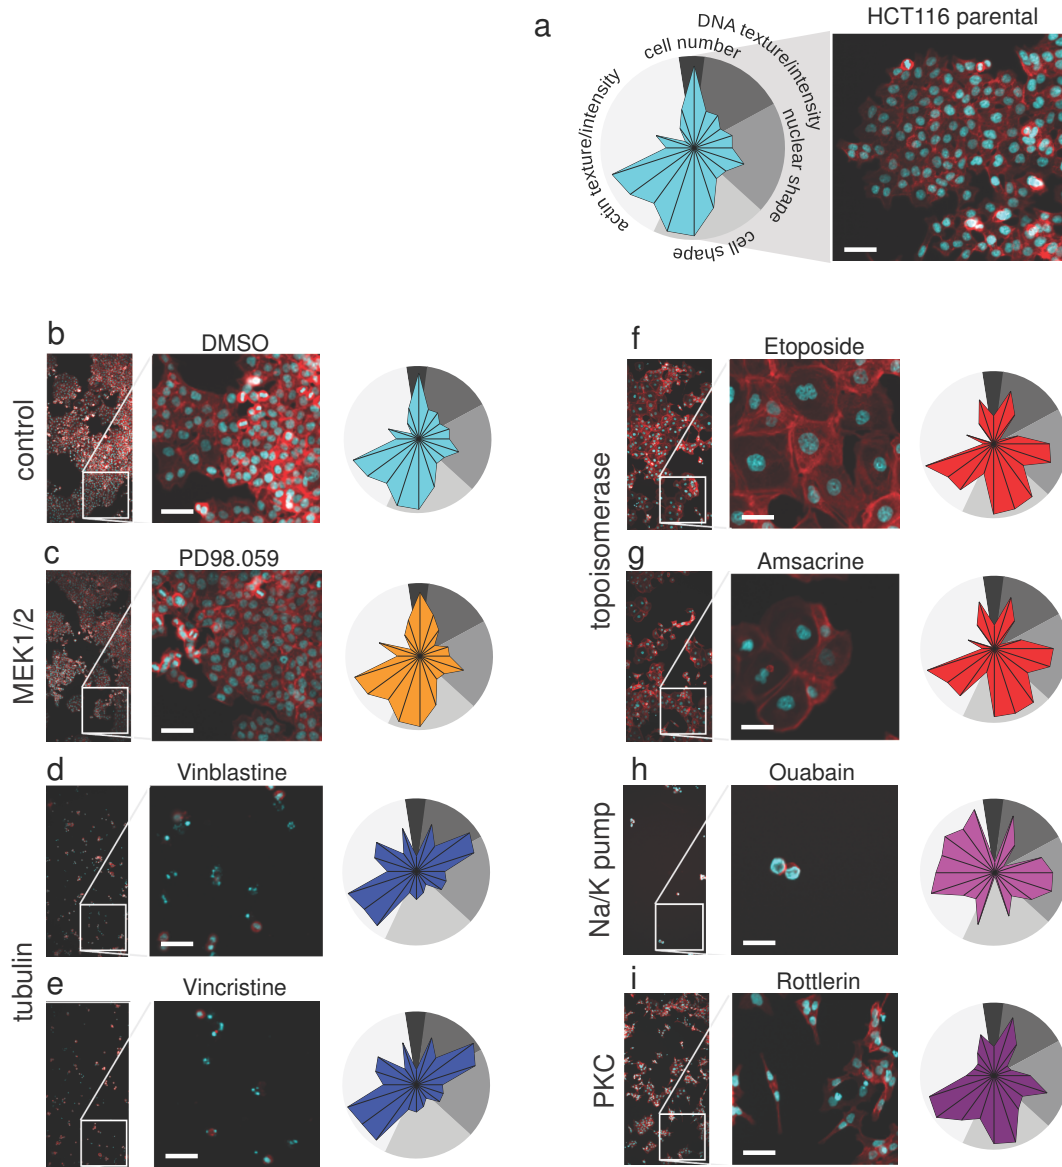 a
HCT116 parental
cell number
DNA texture/intensity
nuclear shape
cell shape
actin texture/intensity
b
DMSO
control
c
PD98.059
MEK1/2
d
Vinblastine
tubulin
e
Vincristine
f
Etoposide
topoisomerase
g
Amsacrine
h
Ouabain
Na/K pump
i
Rottlerin
PKC